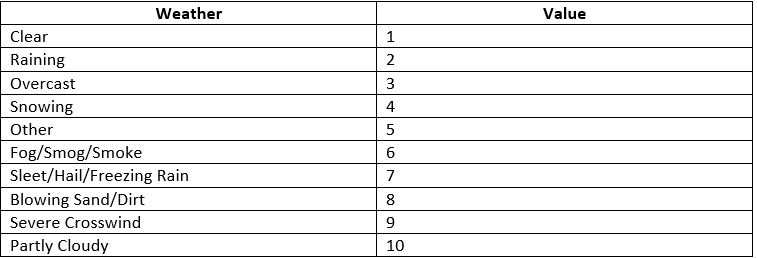 Weather Value
Clear 1
Raining 2
Overcast 3
Snowing 4
Other 5
Fog/Smog/Smoke 6
Sleet/Hail/Freezing Rain 7
Blowing Sand/Dirt 8
Severe Crosswind 9
Partly Cloudy 10